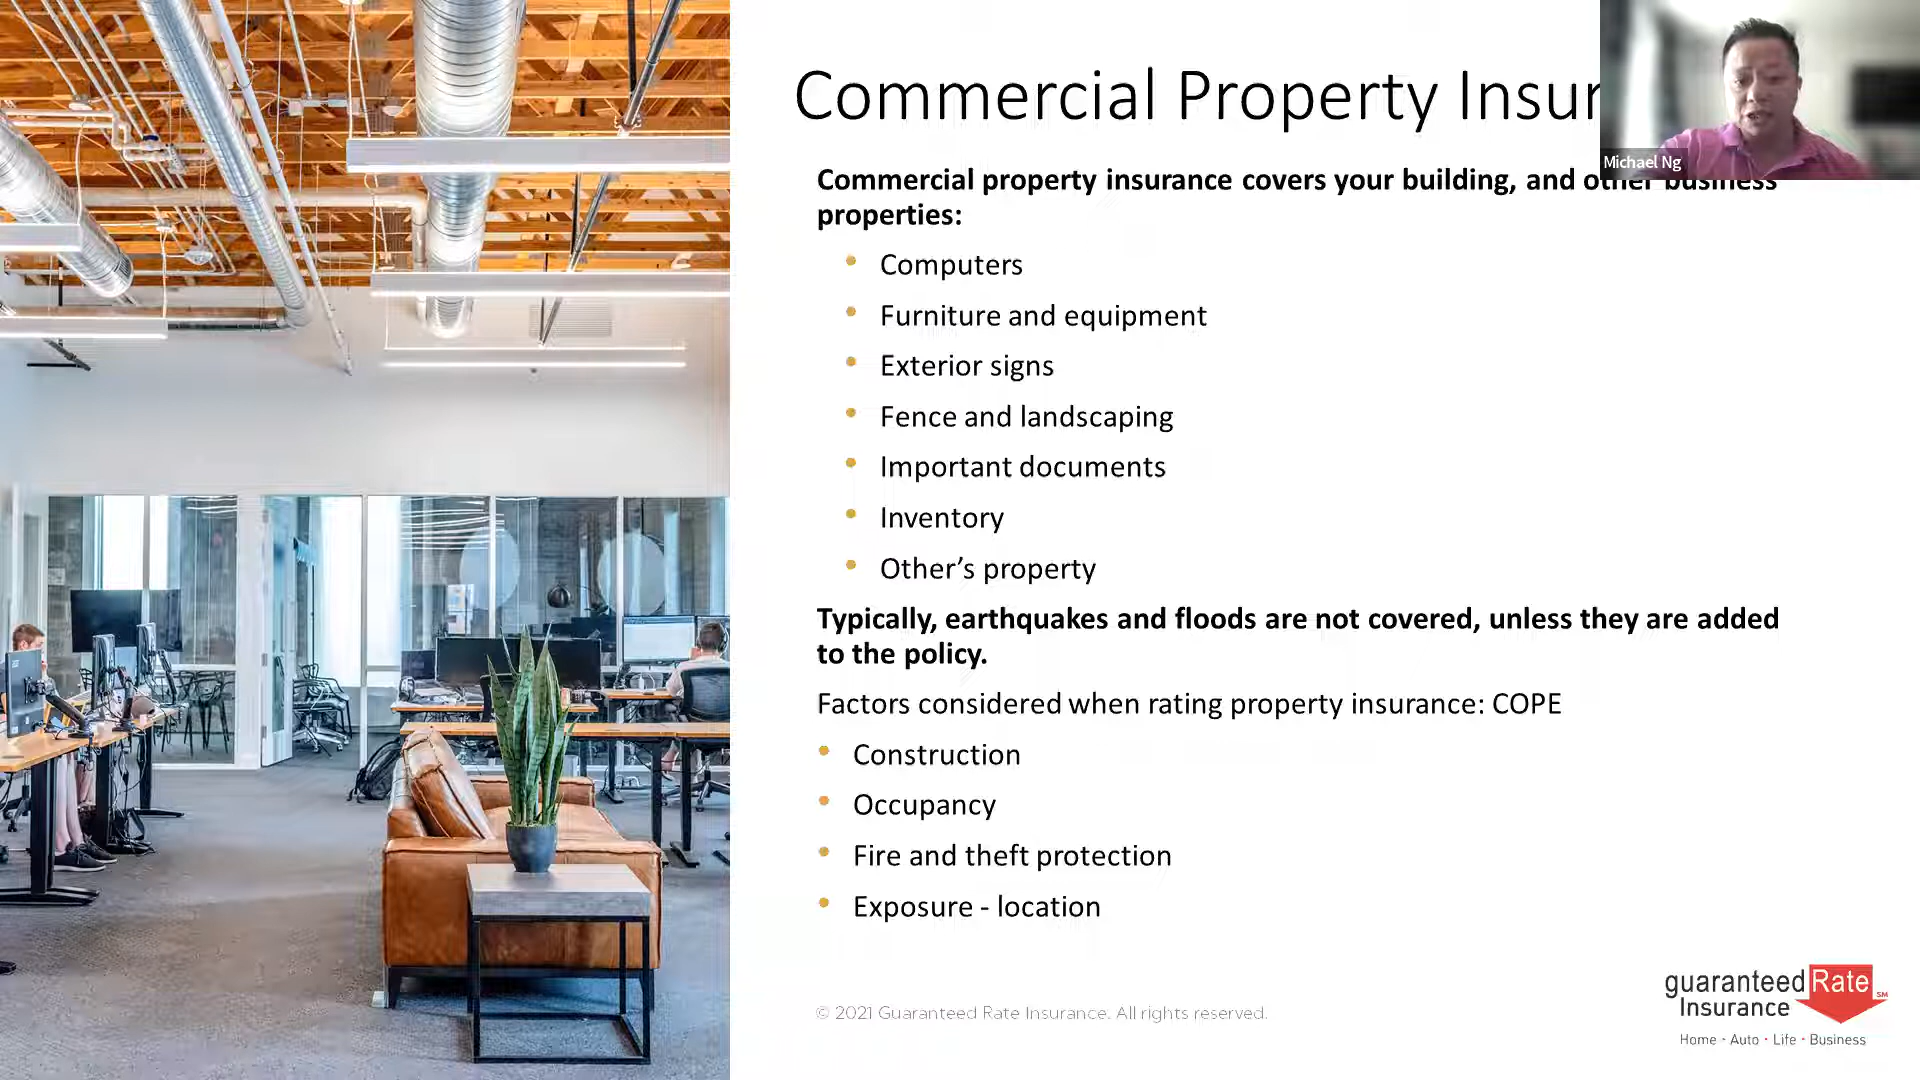 Commercial Property Insur
Michael Ng
Commercial property insurance covers your building, and other business
properties:
Computers
Furniture and equipment
Exterior signs
Fence and landscaping
Important documents
Inventory
Other’s property
Typically, earthquakes and floods are not covered, unless they are added
to the policy.
Factors considered when rating property insurance: COPE
Construction
Occupancy
Fire and theft protection
Exposure - location
© 2021 Guaranteed Rate Insurance. All rights reserved.
guaranteed Rate SM
Insurance
Home · Auto · Life · Business